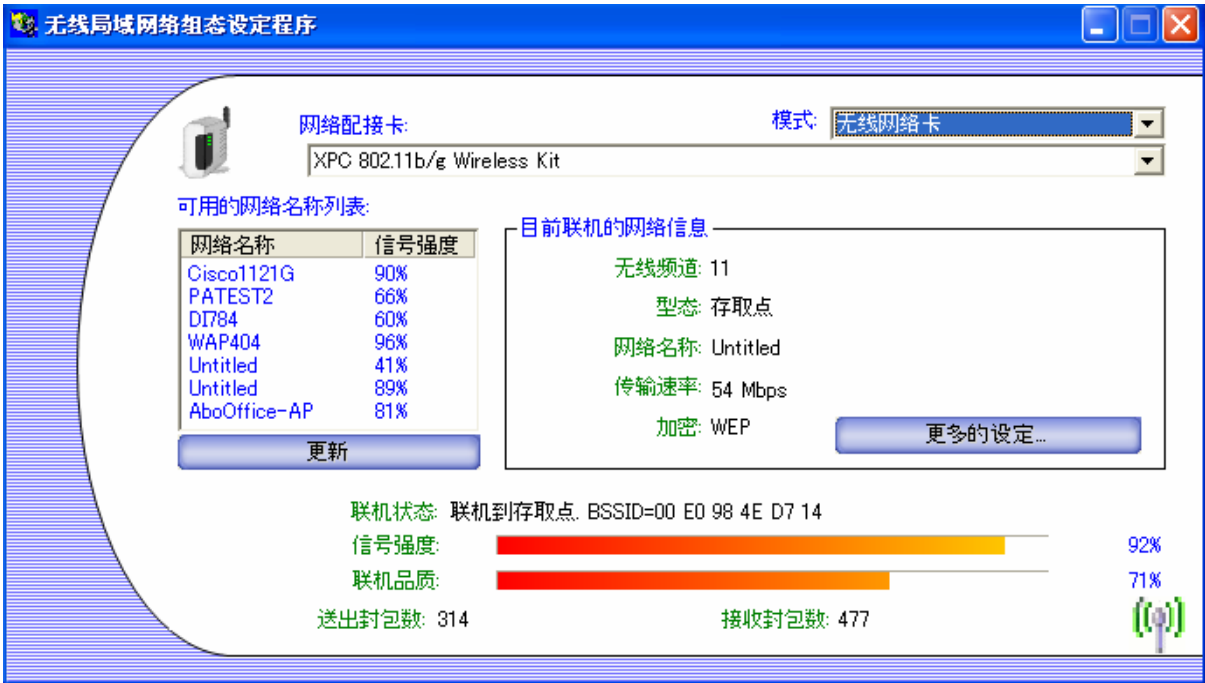 无线局域网络组态设定程序
网络配接卡:
模式: 无线网络卡
XPC 802.11b/g Wireless Kit
可用的网络名称列表:
网络名称 信号强度
Cisco1121G 90%
PATEST2 66%
DI784 60%
WAP404 96%
Untitled 41%
Untitled 89%
AboOffice-AP 81%
更新
目前联机的网络信息
无线频道: 11
型态: 存取点
网络名称: Untitled
传输速率: 54 Mbps
加密: WEP
更多的设定...
联机状态: 联机到存取点. BSSID=00 E0 98 4E D7 14
信号强度: 92%
联机品质: 71%
送出封包数: 314 接收封包数: 477